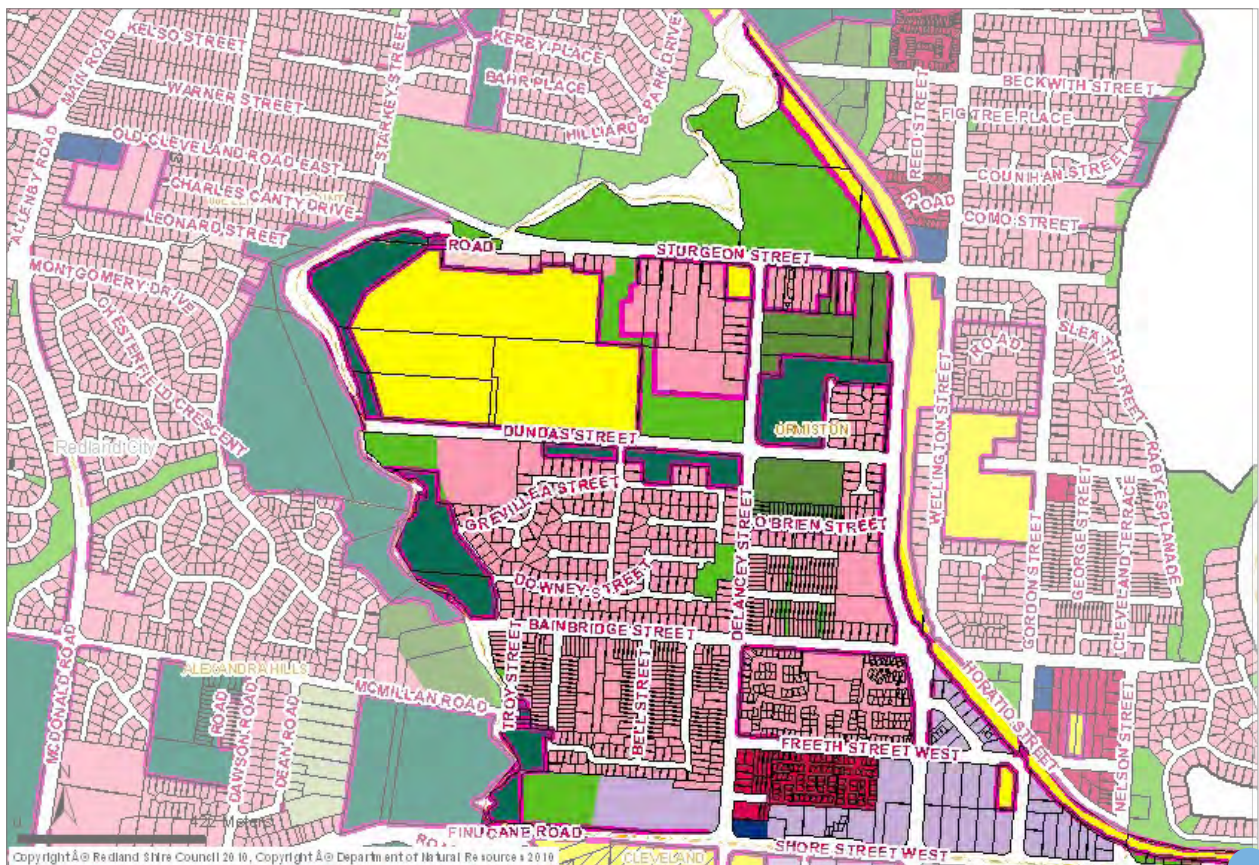 KELSO STREET
KERBY PLACE
BAHR PLACE
MAIN ROAD
WARNER STREET
STARKEY STREET
HILLIARDS PARK DRIVE
REED STREET
BECKWITH STREET
FIG TREE PLACE
OLD CLEVELAND ROAD EAST
ALLENBY ROAD
CHARLES CANTY DRIVE
COUNIHAN STREET
ROAD
COMO STREET
LEONARD STREET
ROAD
STURGEON STREET
MONTGOMERY DRIVE
CHESTERFIELD CRESCENT
ROAD
SLEATH STREET
WELLINGTON STREET
RABY ESPLANADE
Redland City
DUNDAS STREET
ORMISTON
GREVILLEA STREET
DELANCEY STREET
O'BRIEN STREET
GORDON STREET
GEORGE STREET
CLEVELAND TERRACE
DOWNEY STREET
BAINBRIDGE STREET
MCDONALD ROAD
ALEXANDRA HILLS
ROAD
DAWSON ROAD
DEAN ROAD
MCMILLAN ROAD
TROY STREET
BELL STREET
HORATIO STREET
NELSON STREET
FREETH STREET WEST
0
422 Meters
ROAD
FINUCANE ROAD
SHORE STREET WEST
CLEVELAND
Copyright Â© Redland Shire Council 2010, Copyright Â© Department of Natural Resources 2010